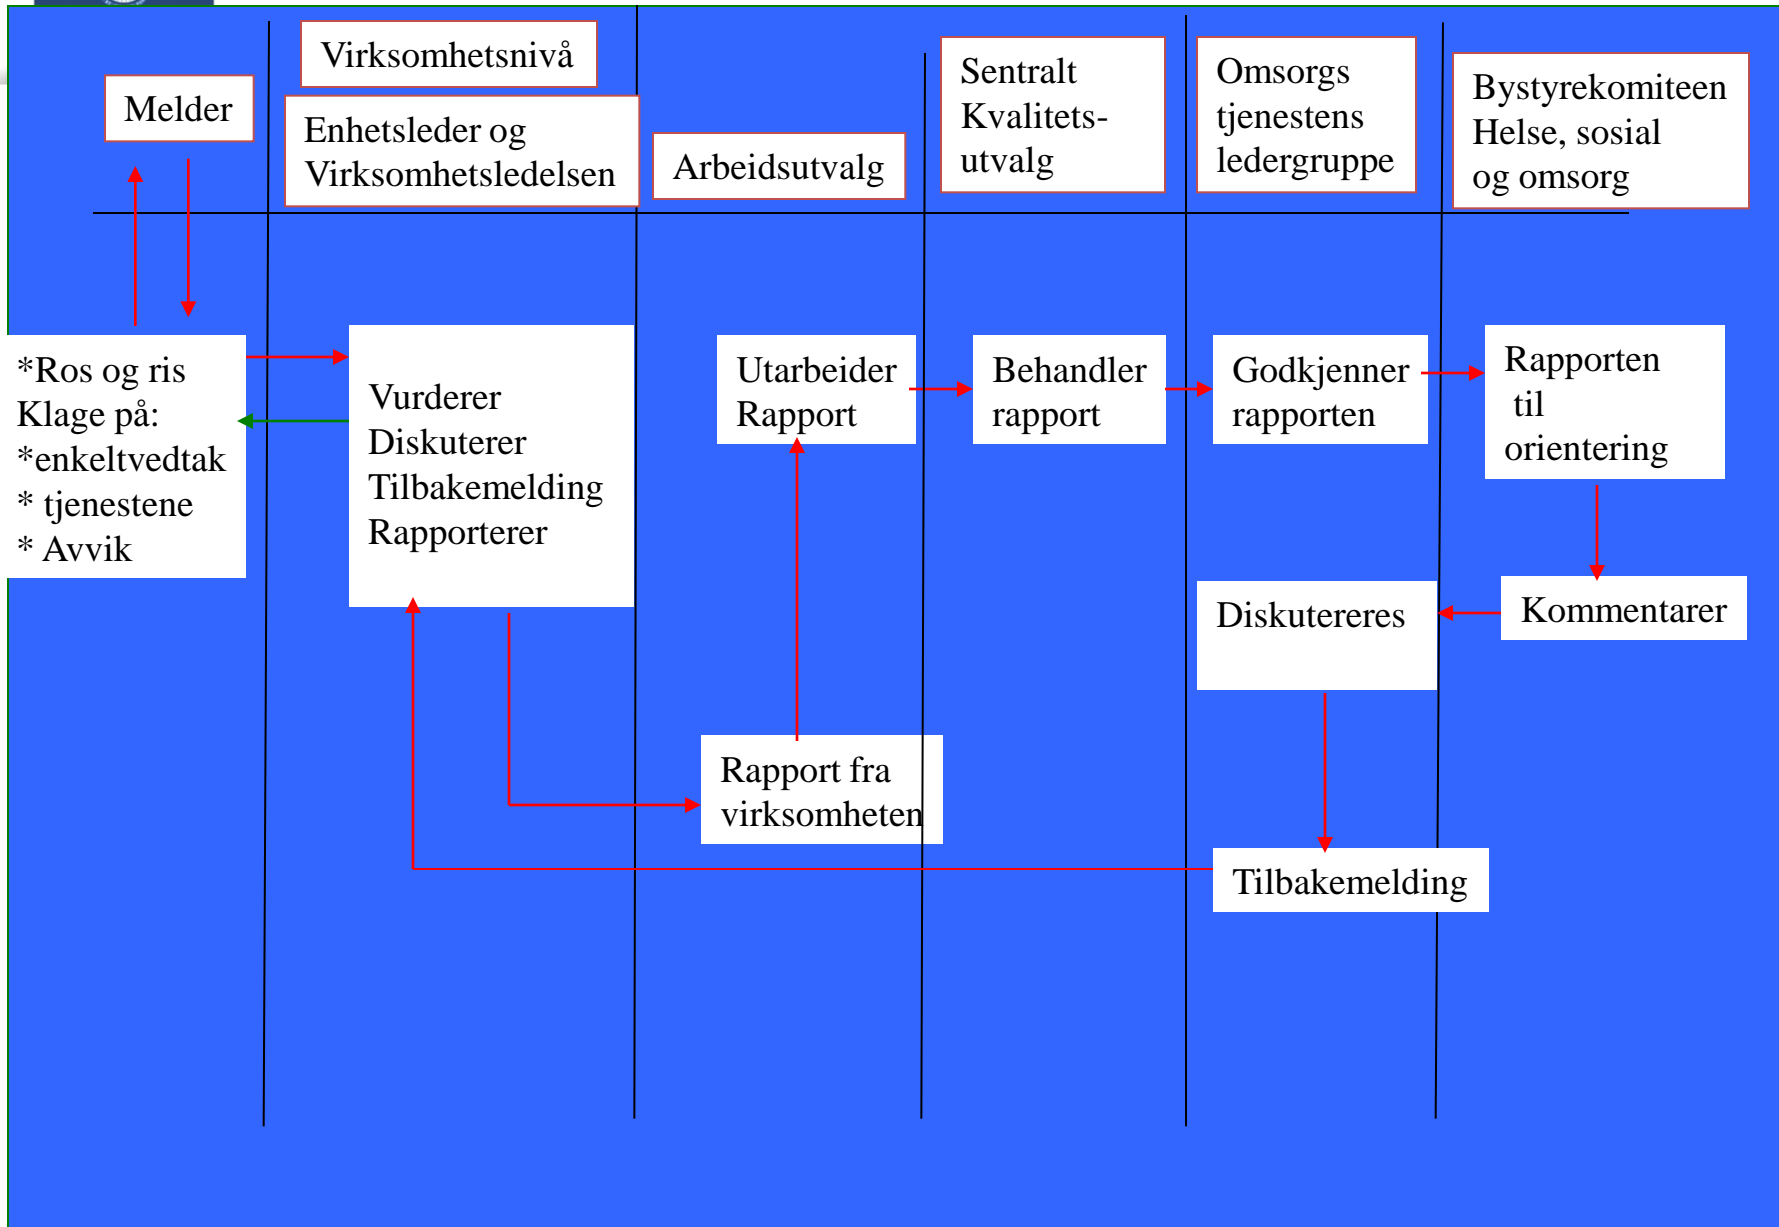 Melder
Virksomhetsnivå
Enhetsleder og
Virksomhetsledelsen
Arbeidsutvalg
Sentralt
Kvalitets-
utvalg
Omsorgs
tjenestens
ledergruppe
Bystyrekomiteen
Helse, sosial
og omsorg
*Ros og ris
Klage på:
*enkeltvedtak
* tjenestene
* Avvik
Vurderer
Diskuterer
Tilbakemelding
Rapporterer
Utarbeider
Rapport
Behandler
rapport
Godkjenner
rapporten
Rapporten
til
orientering
Diskutereres
Kommentarer
Rapport fra
virksomheten
Tilbakemelding